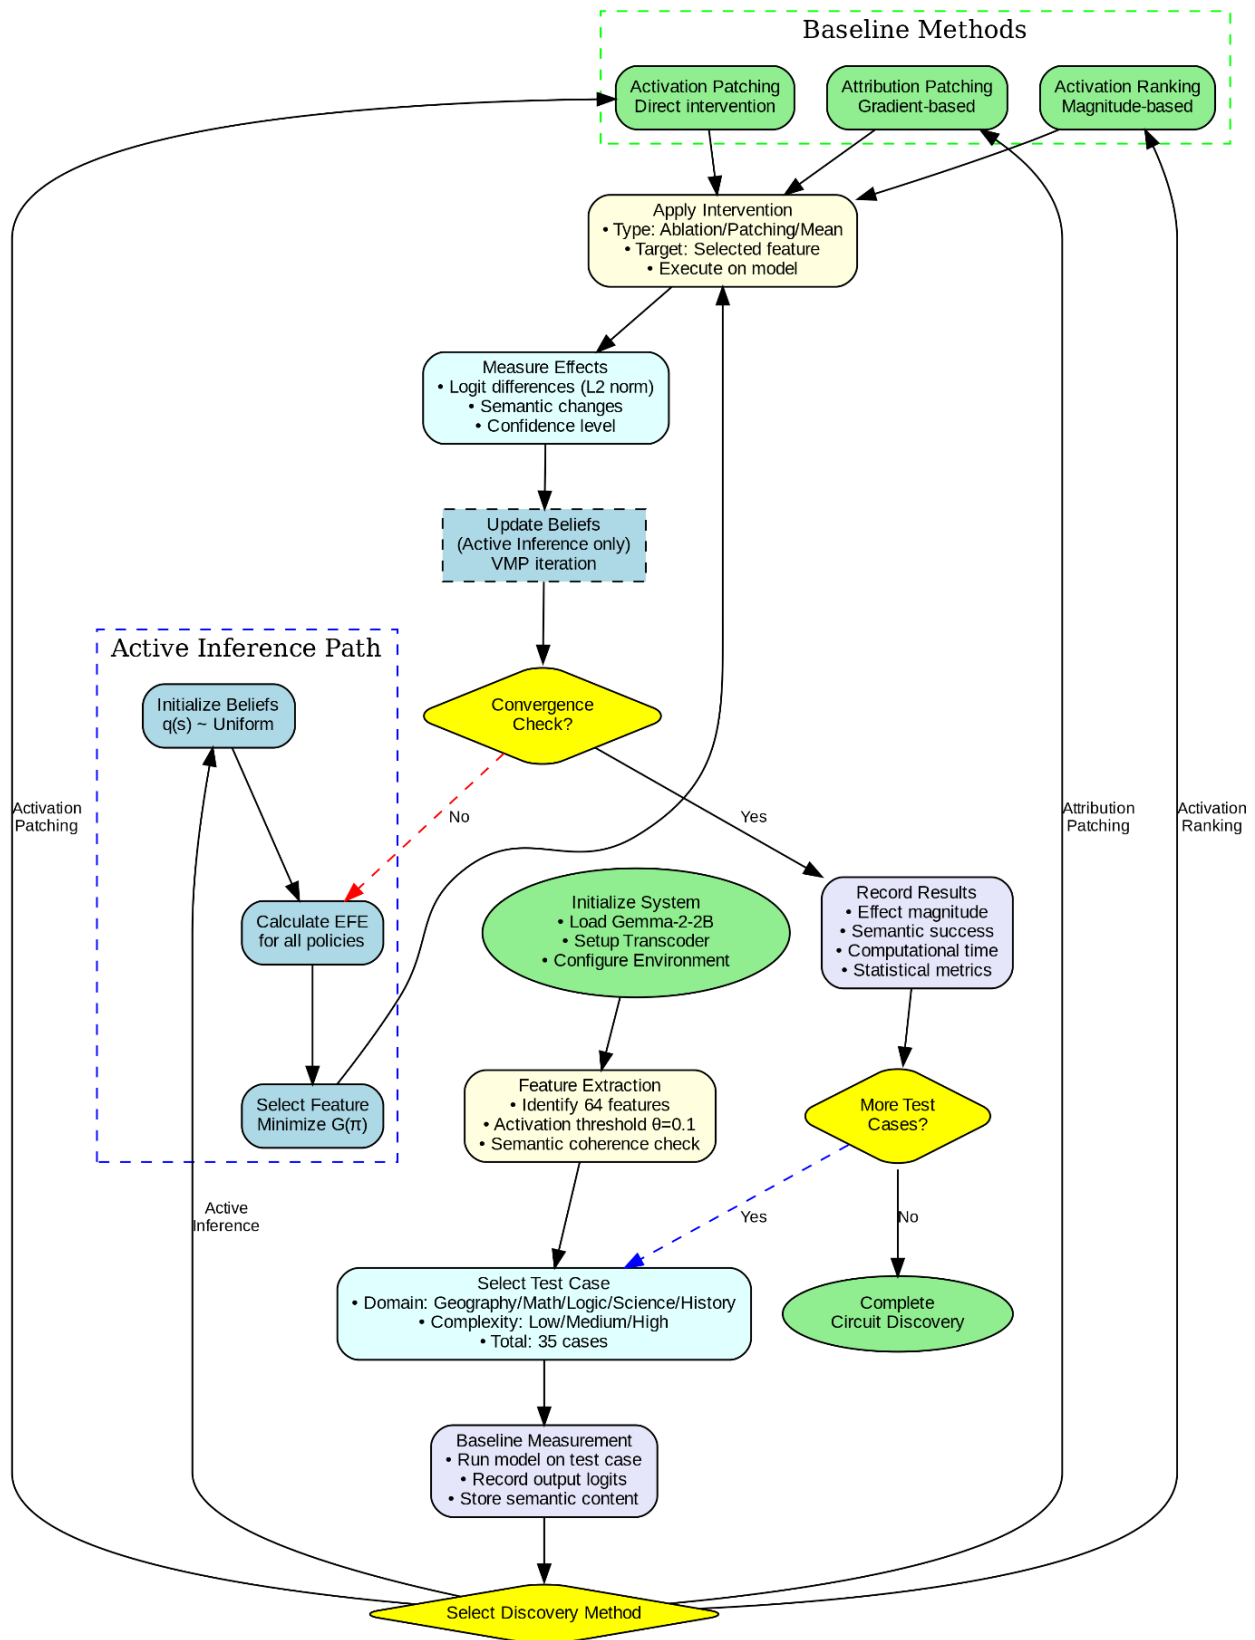 Baseline Methods
Activation Patching
Direct intervention
Attribution Patching
Gradient-based
Activation Ranking
Magnitude-based
Apply Intervention
• Type: Ablation/Patching/Mean
• Target: Selected feature
• Execute on model
Measure Effects
• Logit differences (L2 norm)
• Semantic changes
• Confidence level
Update Beliefs
(Active Inference only)
VMP iteration
Active Inference Path
Initialize Beliefs
q(s) ~ Uniform
Convergence
Check?
Activation
Patching
No
Yes
Attribution
Patching
Activation
Ranking
Calculate EFE
for all policies
Initialize System
• Load Gemma-2-2B
• Setup Transcoder
• Configure Environment
Record Results
• Effect magnitude
• Semantic success
• Computational time
• Statistical metrics
Select Feature
Minimize G(π)
Feature Extraction
• Identify 64 features
• Activation threshold θ=0.1
• Semantic coherence check
More Test
Cases?
Active
Inference
Yes
No
Select Test Case
• Domain: Geography/Math/Logic/Science/History
• Complexity: Low/Medium/High
• Total: 35 cases
Complete
Circuit Discovery
Baseline Measurement
• Run model on test case
• Record output logits
• Store semantic content
Select Discovery Method